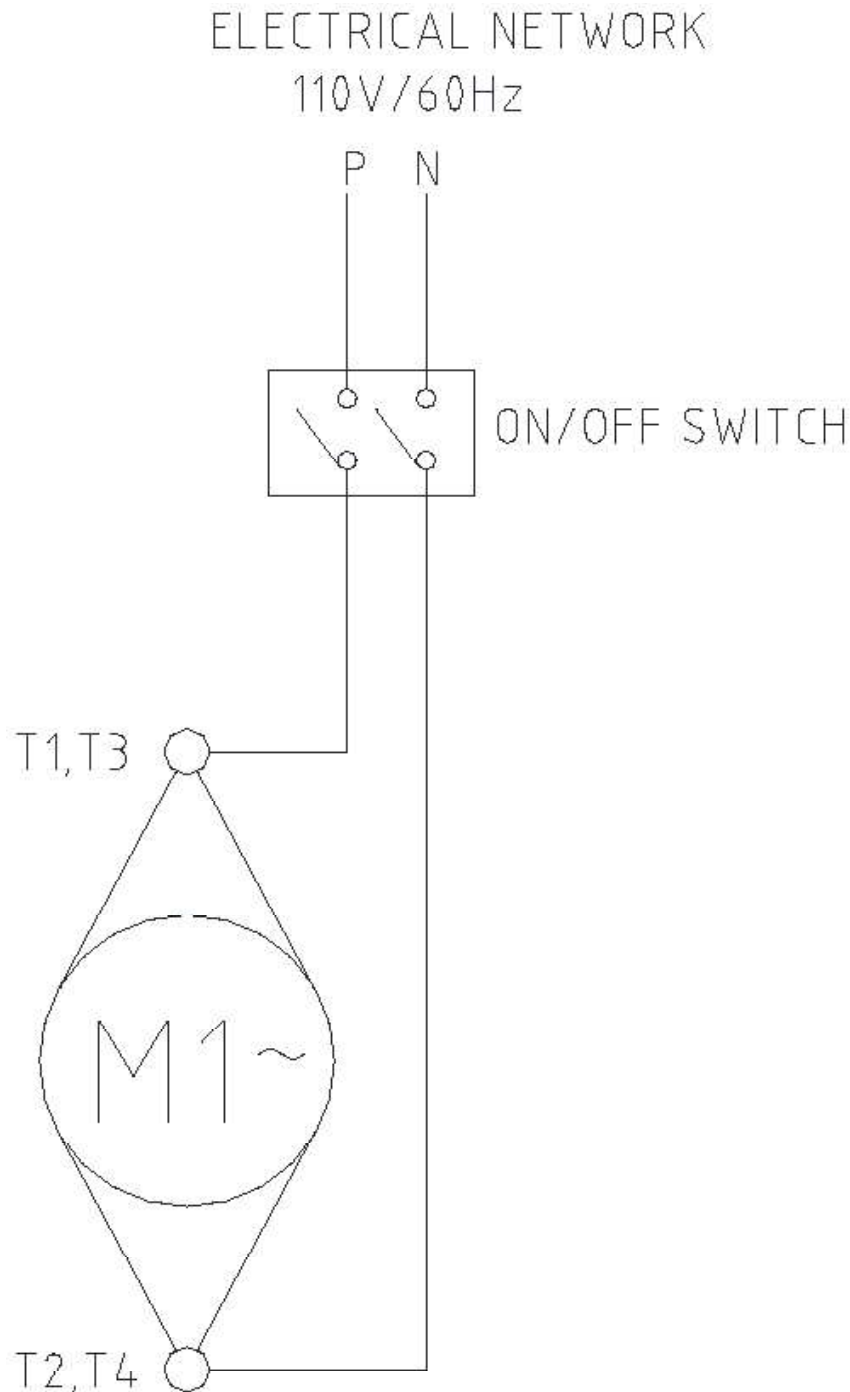 ELECTRICAL NETWORK
110V/60Hz
P N
ON/OFF SWITCH
T1,T3
M1~
T2,T4